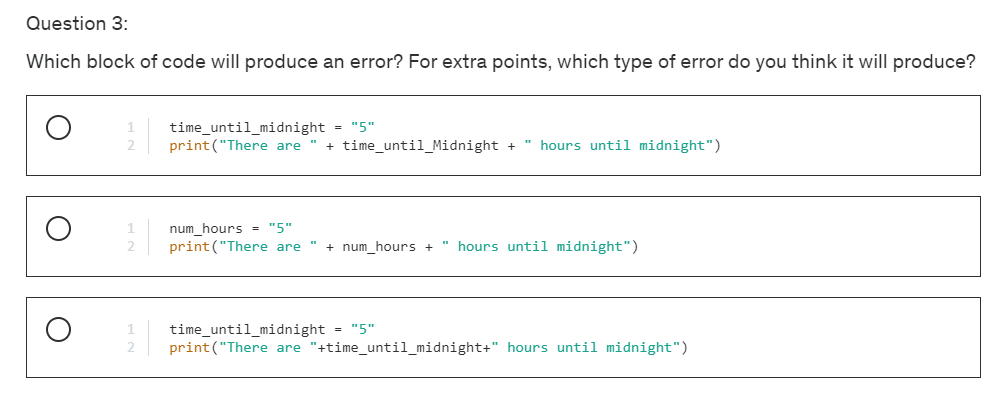 Question 3:
Which block of code will produce an error? For extra points, which type of error do you think it will produce?
1 time_until_midnight = "5"
2 print("There are " + time_until_Midnight + " hours until midnight")
1 num_hours = "5"
2 print("There are " + num_hours + " hours until midnight")
1 time_until_midnight = "5"
2 print("There are "+time_until_midnight+" hours until midnight")